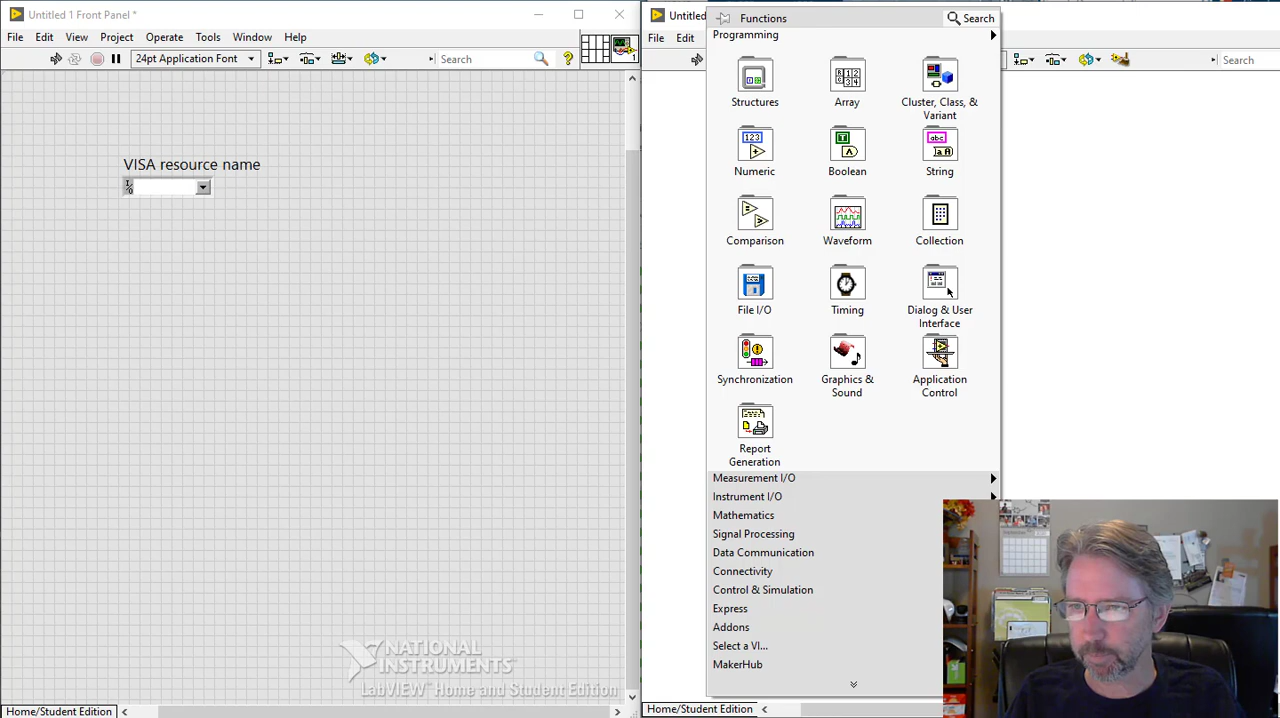 Untitled 1 Front Panel *
File Edit View Project Operate Tools Window Help
24pt Application Font
Search
1
VISA resource name
NATIONAL INSTRUMENTS
LabVIEW™ Home and Student Edition
Home/Student Edition
Untitled
File Edit
Search
Functions
Search
Programming
Structures
Array
Cluster, Class, & Variant
Numeric
Boolean
String
Comparison
Waveform
Collection
File I/O
Timing
Dialog & User Interface
Synchronization
Graphics & Sound
Application Control
Report Generation
Measurement I/O
Instrument I/O
Mathematics
Signal Processing
Data Communication
Connectivity
Control & Simulation
Express
Addons
Select a VI...
MakerHub
Home/Student Edition